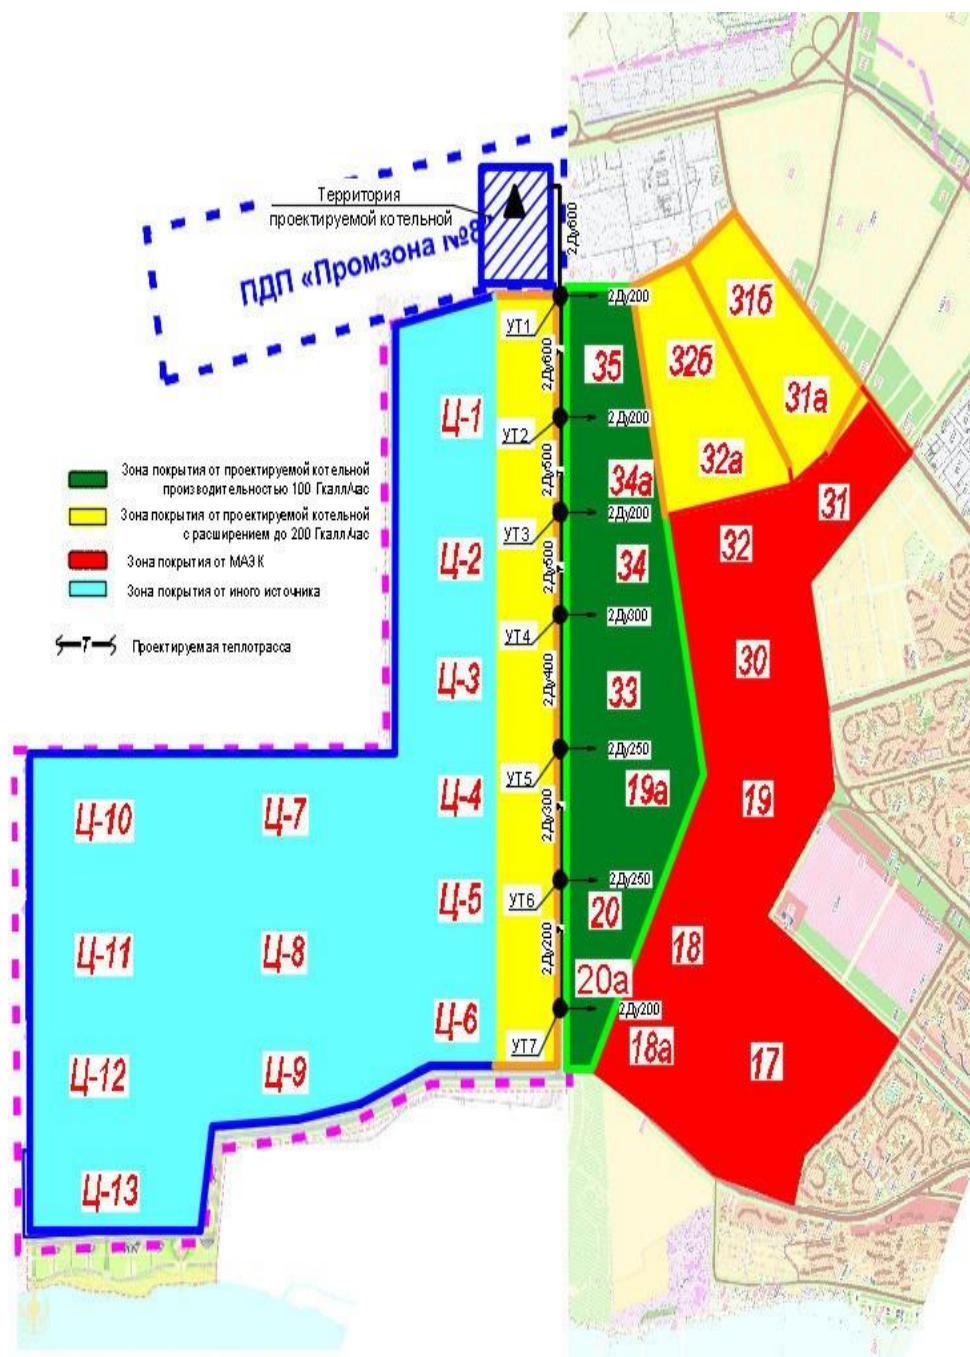 Территория
проектируемой котельной
ПДП «Промзона №8
2Ду600
УТ1
2Ду200
2Ду600
УТ2
2Ду200
2Ду500
УТ3
2Ду200
2Ду500
УТ4
2Ду300
2Ду400
УТ5
2Ду250
2Ду300
УТ6
2Ду250
2Ду200
УТ7
2Ду200
35
34а
34
33
19а
20
20а
31б
32б
31а
32а
31
32
30
19
18
18а
17
Ц-1
Ц-2
Ц-3
Ц-4
Ц-5
Ц-6
Ц-10
Ц-7
Ц-11
Ц-8
Ц-12
Ц-9
Ц-13
Зона покрытия от проектируемой котельной
производительностью 100 Гкалл/час
Зона покрытия от проектируемой котельной
с расширением до 200 Гкалл/час
Зона покрытия от МАЭК
Зона покрытия от иного источника
Т
Проектируемая теплотрасса